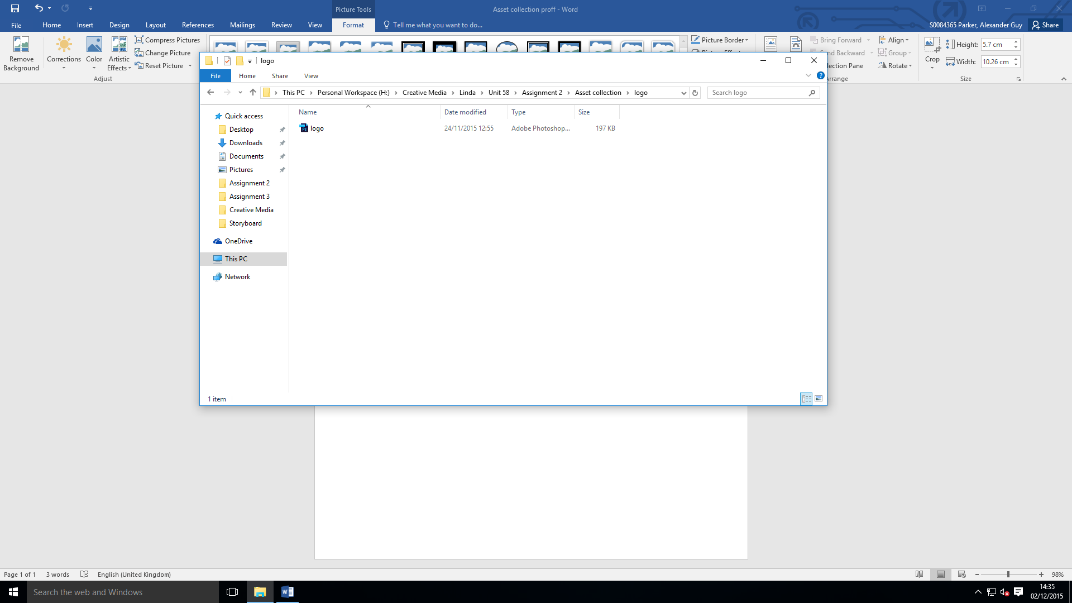 Picture Tools
Asset collection proff - Word
File Home Insert Design Layout References Mailings Review View Format Tell me what you want to do...
S0084365 Parker, Alexander Guy Share
Remove Background
Corrections
Color
Artistic Effects
Compress Pictures
Change Picture
Reset Picture
Adjust
Picture Border
Bring Forward
Align
Group
Rotate
Crop
Height: 5.7 cm
Width: 10.26 cm
Size
logo
File Home Share View
This PC Personal Workspace (H:) Creative Media Linda Unit 58 Assignment 2 Asset collection logo
Search logo
Name Date modified Type Size
logo 24/11/2015 12:55 Adobe Photoshop... 197 KB
Quick access
Desktop
Downloads
Documents
Pictures
Assignment 2
Assignment 3
Creative Media
Storyboard
OneDrive
This PC
Network
1 item
Page 1 of 1 3 words English (United Kingdom)
98%
Search the web and Windows
14:35
02/12/2015